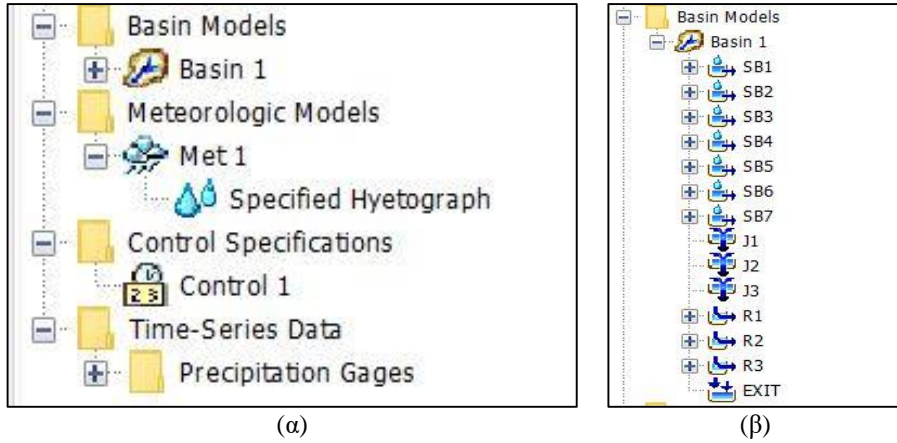 Basin Models
Basin 1
Meteorologic Models
Met 1
Specified Hyetograph
Control Specifications
Control 1
Time-Series Data
Precipitation Gages
(α)
Basin Models
Basin 1
SB1
SB2
SB3
SB4
SB5
SB6
SB7
J1
J2
J3
R1
R2
R3
EXIT
(β)